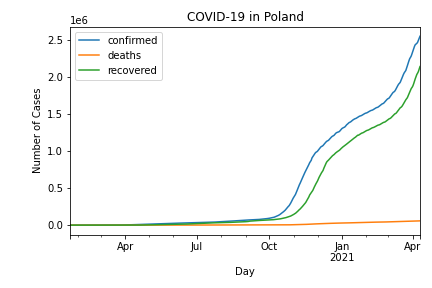 COVID-19 in Poland
1e6
confirmed
deaths
recovered
Number of Cases
2.5
2.0
1.5
1.0
0.5
0.0
Apr Jul Oct Jan Apr
2021
Day